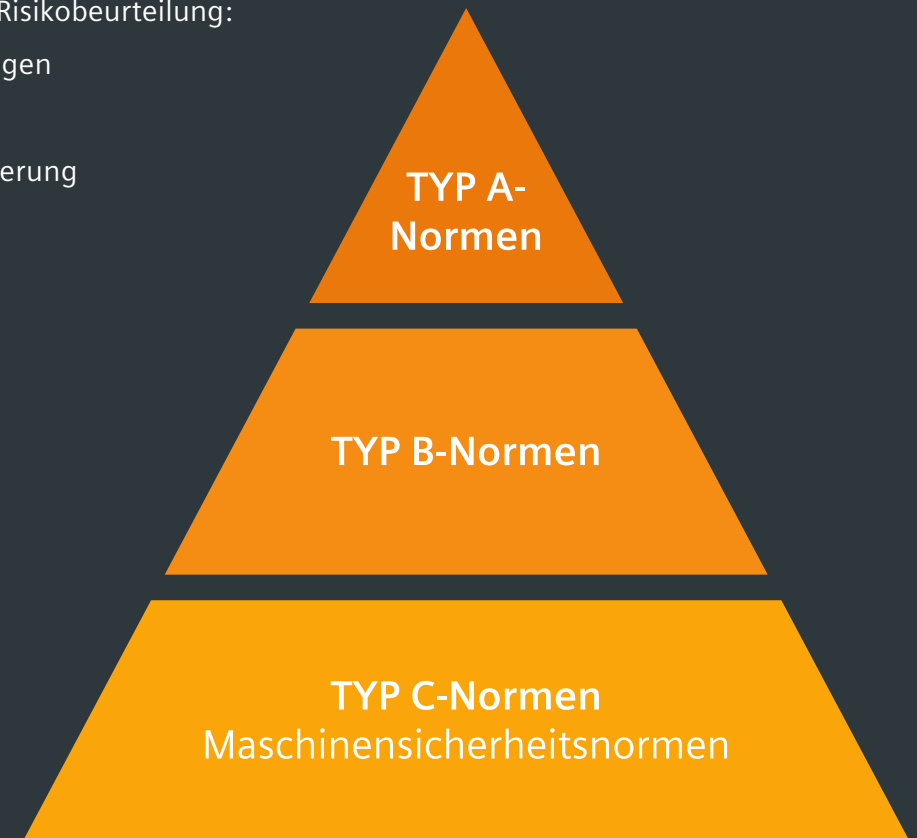 Risikobeurteilung:
gen
erung
TYP A-
Normen
TYP B-Normen
TYP C-Normen
Maschinensicherheitsnormen